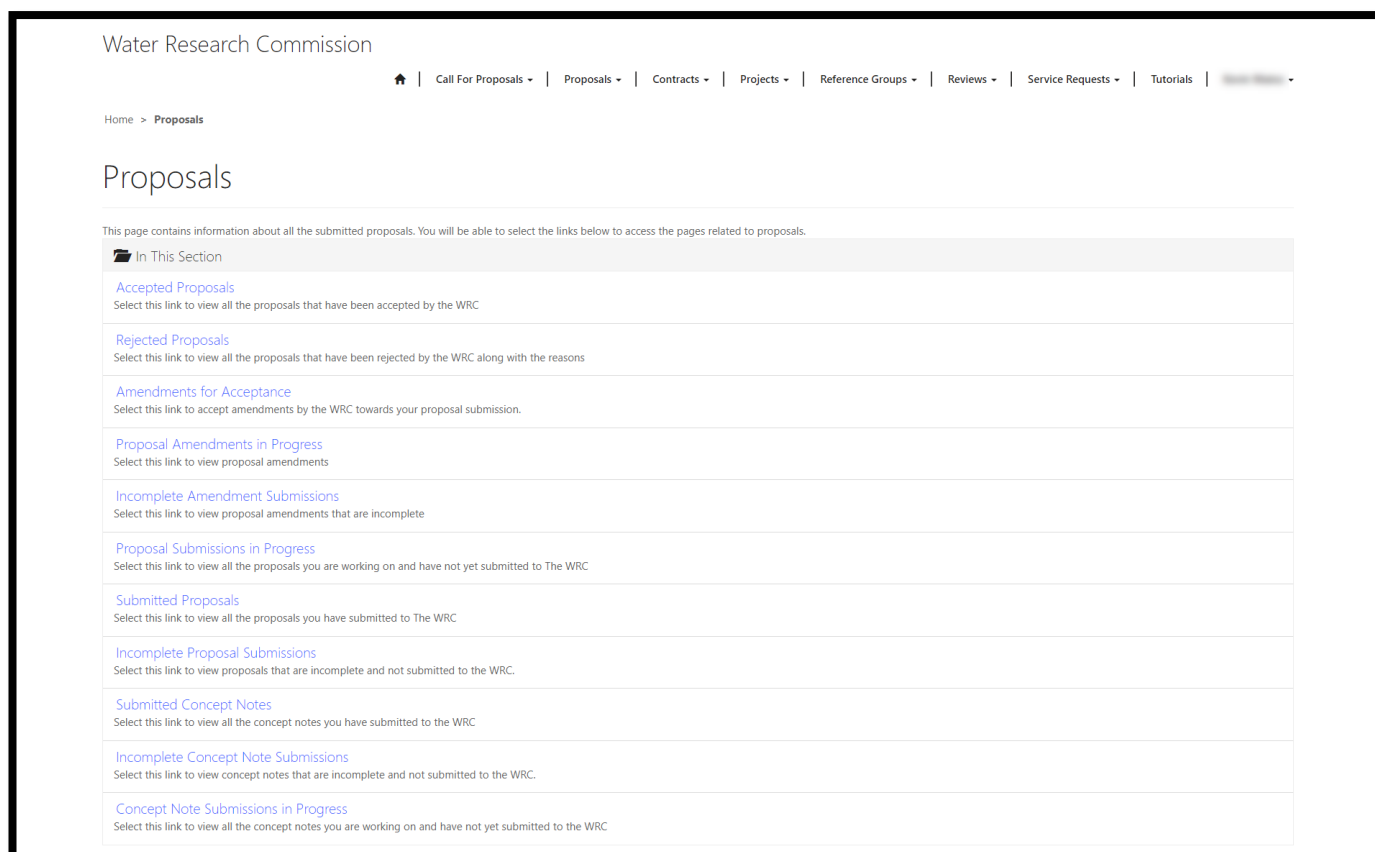 Water Research Commission
Call For Proposals
Proposals
Contracts
Projects
Reference Groups
Reviews
Service Requests
Tutorials
Home > Proposals
Proposals
This page contains information about all the submitted proposals. You will be able to select the links below to access the pages related to proposals.
In This Section
Accepted Proposals
Select this link to view all the proposals that have been accepted by the WRC
Rejected Proposals
Select this link to view all the proposals that have been rejected by the WRC along with the reasons
Amendments for Acceptance
Select this link to accept amendments by the WRC towards your proposal submission.
Proposal Amendments in Progress
Select this link to view proposal amendments
Incomplete Amendment Submissions
Select this link to view proposal amendments that are incomplete
Proposal Submissions in Progress
Select this link to view all the proposals you are working on and have not yet submitted to The WRC
Submitted Proposals
Select this link to view all the proposals you have submitted to The WRC
Incomplete Proposal Submissions
Select this link to view proposals that are incomplete and not submitted to the WRC.
Submitted Concept Notes
Select this link to view all the concept notes you have submitted to the WRC
Incomplete Concept Note Submissions
Select this link to view concept notes that are incomplete and not submitted to the WRC.
Concept Note Submissions in Progress
Select this link to view all the concept notes you are working on and have not yet submitted to the WRC